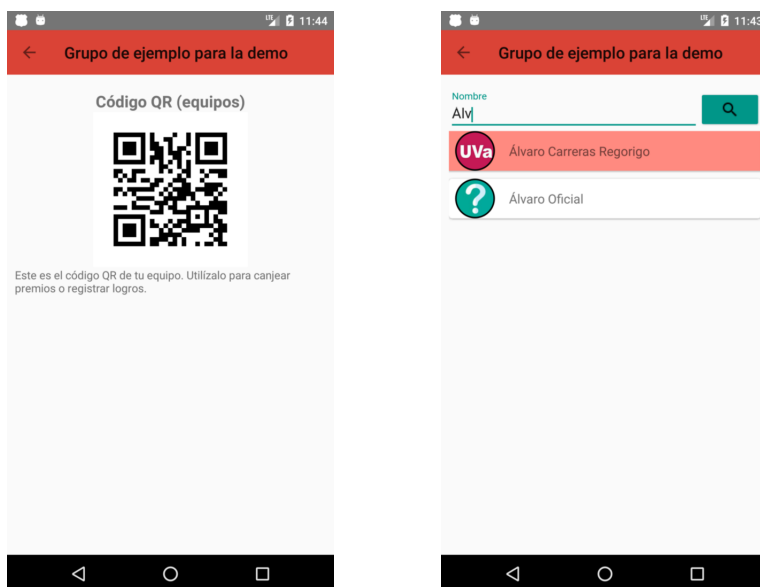 LTE 11:44
Grupo de ejemplo para la demo
Código QR (equipos)
Este es el código QR de tu equipo. Utilízalo para canjear
premios o registrar logros.
LTE 11:43
Grupo de ejemplo para la demo
Nombre
Alv
UVa Álvaro Carreras Regorigo
? Álvaro Oficial